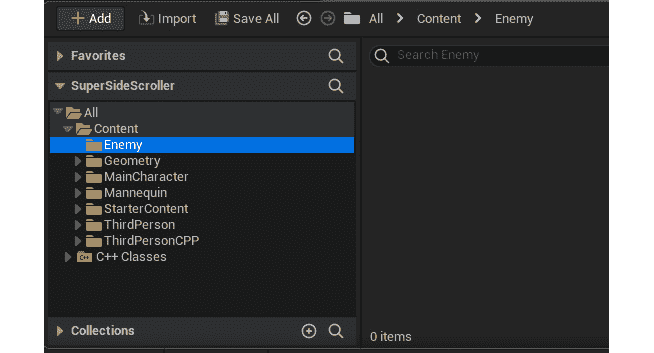 Add Import Save All All Content Enemy
Favorites
Search Enemy
SuperSideScroller
All
Content
Enemy
Geometry
MainCharacter
Mannequin
StarterContent
ThirdPerson
ThirdPersonCPP
C++ Classes
Collections
0 items